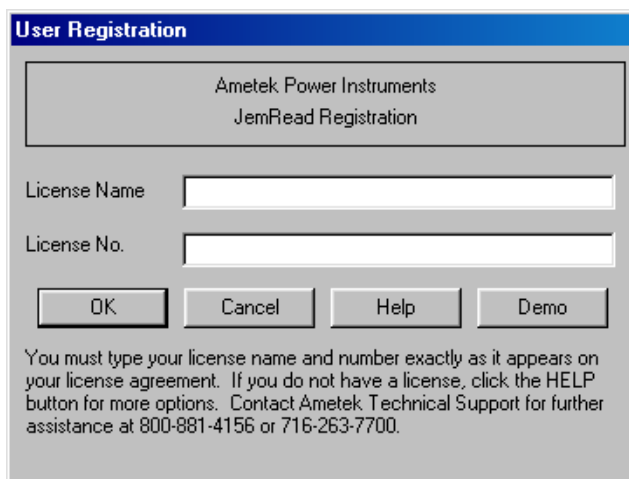 User Registration
Ametek Power Instruments
JemRead Registration
License Name
License No.
OK Cancel Help Demo
You must type your license name and number exactly as it appears on
your license agreement.  If you do not have a license, click the HELP
button for more options.  Contact Ametek Technical Support for further
assistance at 800-881-4156 or 716-263-7700.